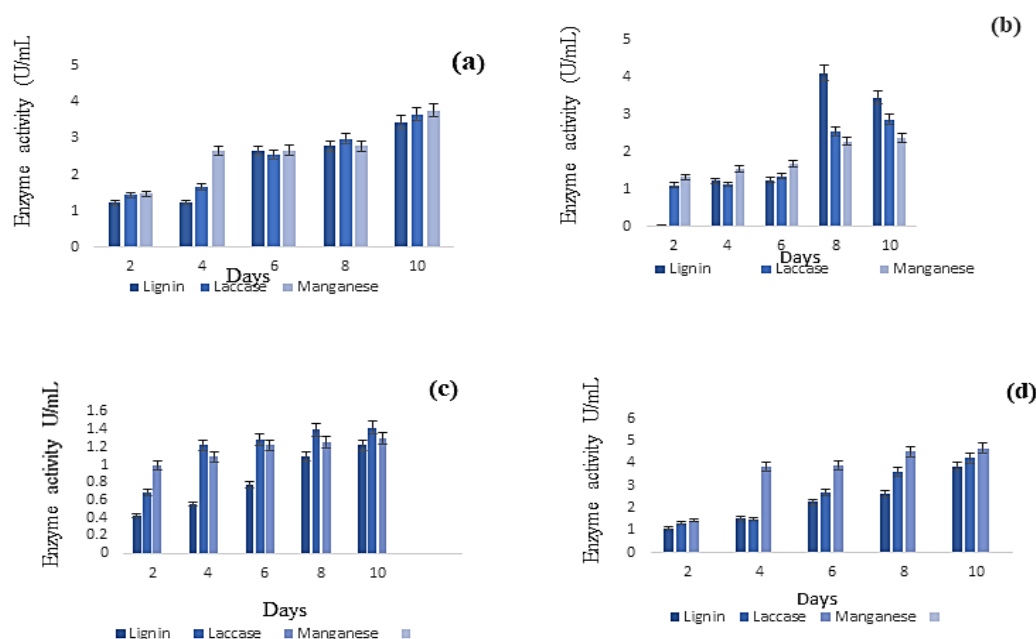 (a)
Enzyme activity (U/mL
5
4
3
2
1
0
2 4 6 8 10
Days
Lignin Laccase Manganese
(b)
Enzyme activity (U/mL)
5
4
3
2
1
0
2 4 6 8 10
Days
Lignin Laccase Manganese
(c)
Enzyme activity U/mL
1.6
1.4
1.2
1
0.8
0.6
0.4
0.2
0
2 4 6 8 10
Days
Lignin Laccase Manganese
(d)
Enzyme activity U/mL
6
5
4
3
2
1
0
2 4 6 8 10
Days
Lignin Laccase Manganese